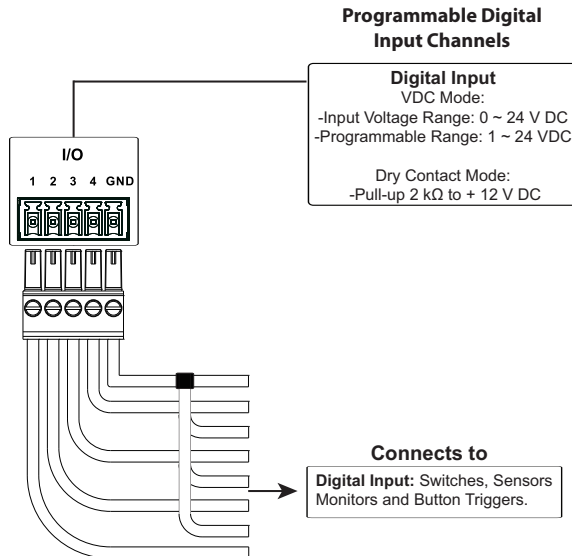 Programmable Digital
Input Channels
Digital Input
VDC Mode:
-Input Voltage Range: 0 ~ 24 V DC
-Programmable Range: 1 ~ 24 VDC
Dry Contact Mode:
-Pull-up 2 kΩ to + 12 V DC
I/O
1 2 3 4 GND
Connects to
Digital Input: Switches, Sensors
Monitors and Button Triggers.